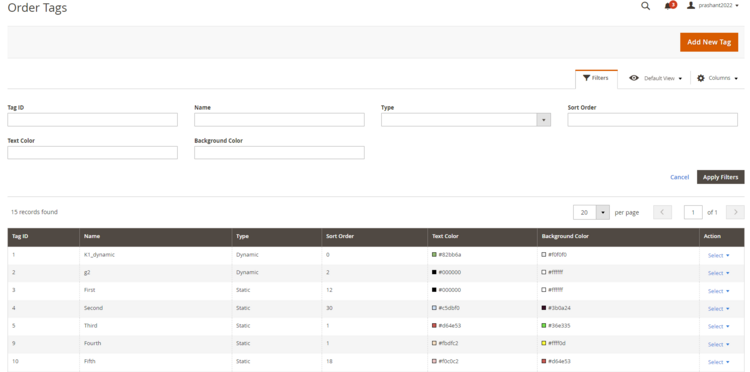 Order Tags
3
prashant2022
Add New Tag
Filters
Default View
Columns
Tag ID
Name
Type
Sort Order
Text Color
Background Color
Cancel
Apply Filters
15 records found
20
per page
1
of 1
Tag ID Name Type Sort Order Text Color Background Color Action
1 K1_dynamic Dynamic 0 #82bb6a #f0f0f0 Select
2 g2 Dynamic 2 #000000 #ffffff Select
3 First Static 12 #000000 #ffffff Select
4 Second Static 30 #c5dbf0 #360a24 Select
5 Third Static 1 #d64e53 #36e335 Select
9 Fourth Static 1 #fbdfc2 #ffff0d Select
10 Fifth Static 18 #f0c0c2 #d64e53 Select